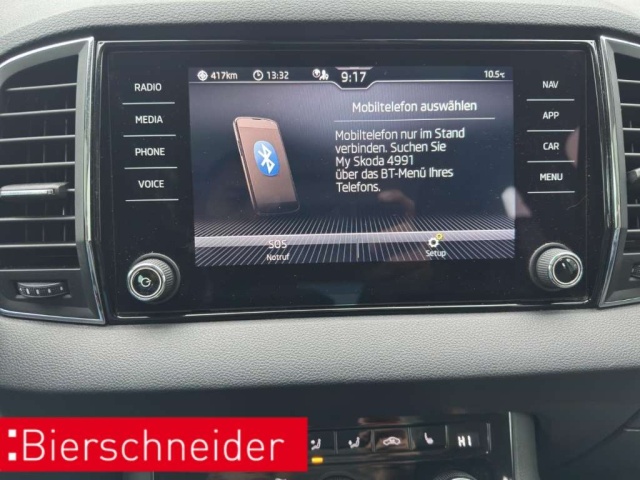 RADIO
MEDIA
PHONE
VOICE
417km 13:32 9:17 10.5°C
Mobiltelefon auswählen
Mobiltelefon nur im Stand
verbinden. Suchen Sie
My Skoda 4991
über das BT-Menü Ihres
Telefons.
SOS
Notruf
Setup
NAV
APP
CAR
MENU
HI
Bierschneider